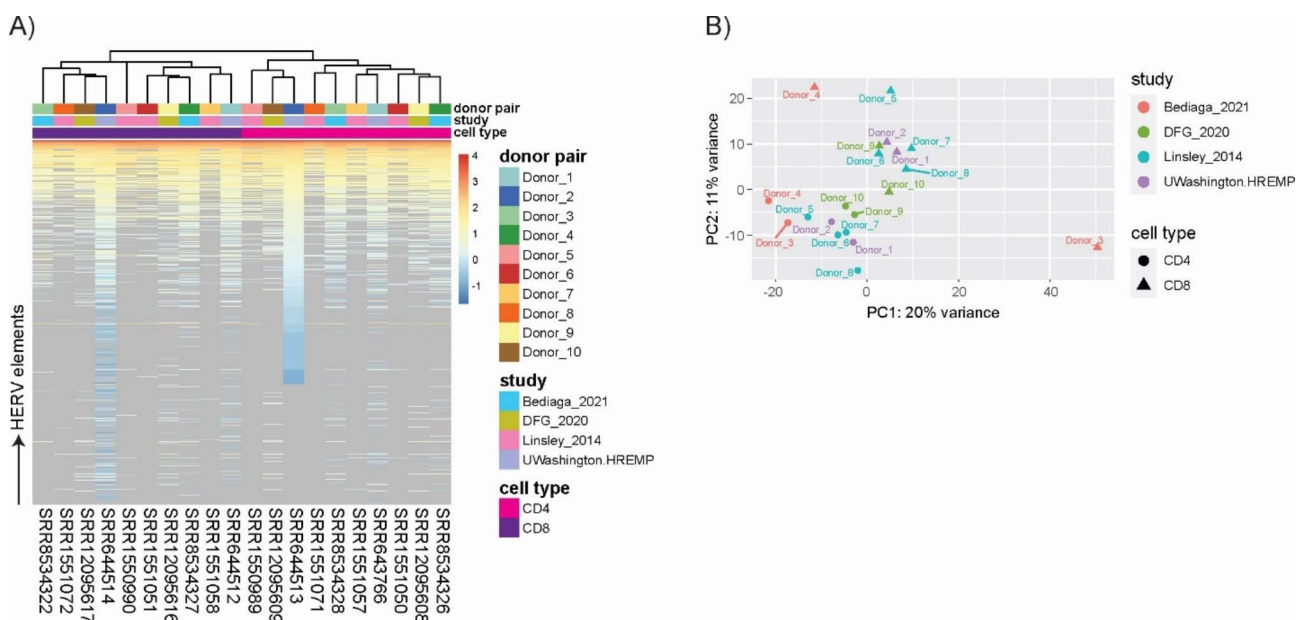 A)
donor pair
study
cell type
4
3
2
1
0
-1
HERV elements
donor pair
Donor_1
Donor_2
Donor_3
Donor_4
Donor_5
Donor_6
Donor_7
Donor_8
Donor_9
Donor_10
study
Bediaga_2021
DFG_2020
Linsley_2014
UWashington.HREMP
cell type
CD4
CD8
SRR8534322
SRR1551072
SRR12095617
SRR644514
SRR1550990
SRR1551051
SRR12095616
SRR8534327
SRR1551058
SRR644512
SRR1550989
SRR12095609
SRR644513
SRR1551071
SRR8534328
SRR1551057
SRR643766
SRR1551050
SRR12095608
SRR8534326
B)
PC2: 11% variance
20
10
0
-10
-20
0
20
40
PC1: 20% variance
Donor_4
Donor_5
Donor_2
Donor_7
Donor_9
Donor_1
Donor_6
Donor_8
Donor_10
Donor_4
Donor_10
Donor_5
Donor_9
Donor_2
Donor_7
Donor_3
Donor_6
Donor_1
Donor_3
Donor_8
study
Bediaga_2021
DFG_2020
Linsley_2014
UWashington.HREMP
cell type
CD4
CD8